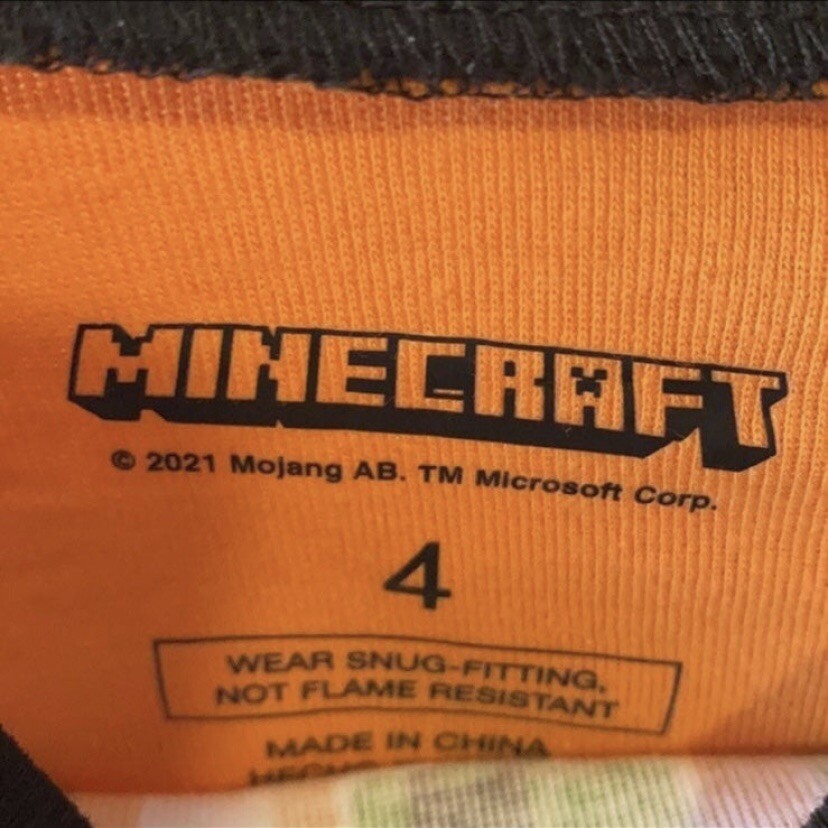 MINECRAFT
© 2021 Mojang AB. TM Microsoft Corp.
4
WEAR SNUG-FITTING,
NOT FLAME RESISTANT
MADE IN CHINA